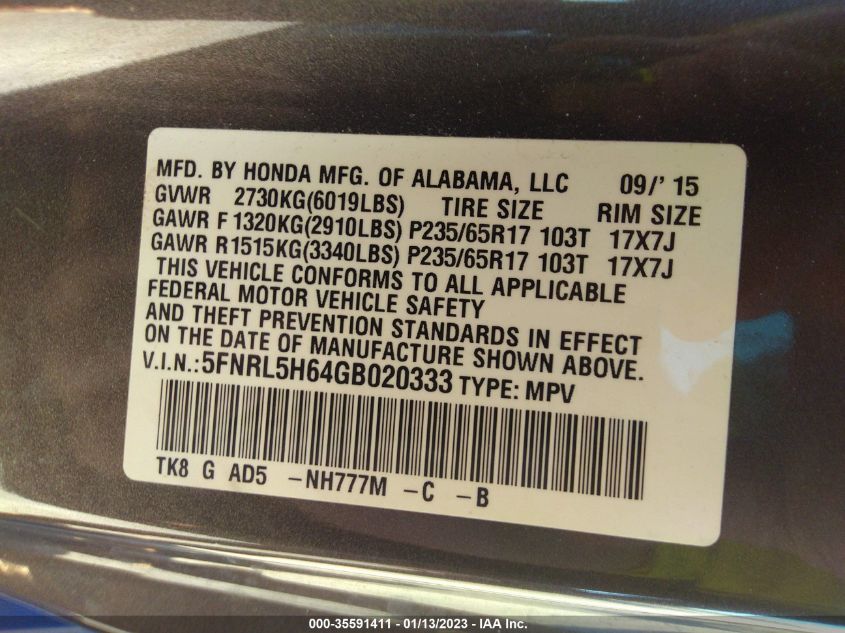 MFD. BY HONDA MFG. OF ALABAMA, LLC 09/' 15
GVWR 2730KG(6019LBS) TIRE SIZE RIM SIZE
GAWR F 1320KG(2910LBS) P235/65R17 103T 17X7J
GAWR R1515KG(3340LBS) P235/65R17 103T 17X7J
THIS VEHICLE CONFORMS TO ALL APPLICABLE
FEDERAL MOTOR VEHICLE SAFETY
AND THEFT PREVENTION STANDARDS IN EFFECT
ON THE DATE OF MANUFACTURE SHOWN ABOVE.
V.I.N.:5FNRL5H64GB020333 TYPE: MPV
TK8 G AD5 -NH777M -C -B
000-35591411 - 01/13/2023 - IAA Inc.